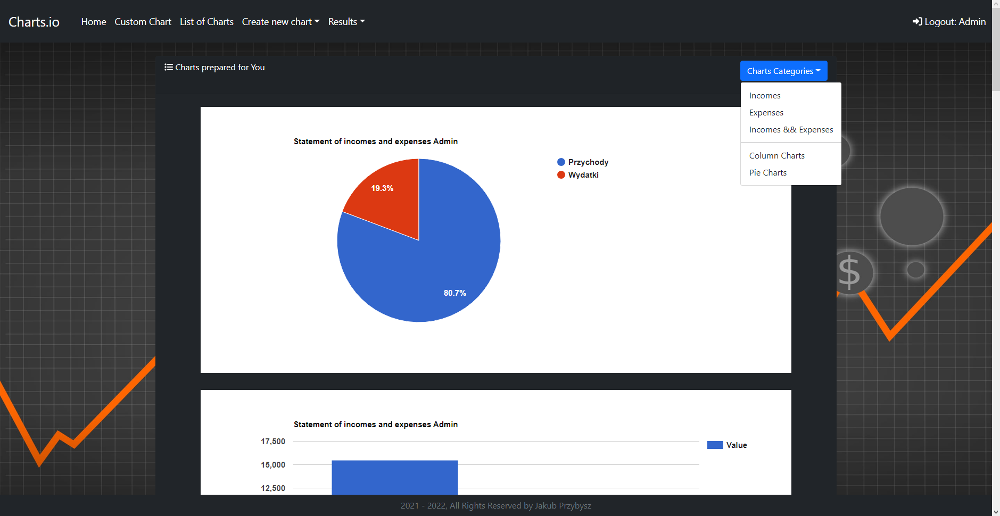 Charts.io Home Custom Chart List of Charts Create new chart Results Logout: Admin
Charts prepared for You
Charts Categories
Incomes
Expenses
Incomes && Expenses
Column Charts
Pie Charts
Statement of incomes and expenses Admin
Przychody
Wydatki
19.3%
80.7%
Statement of incomes and expenses Admin
17,500
15,000
12,500
Value
$
2021 - 2022, All Rights Reserved by Jakub Przybysz